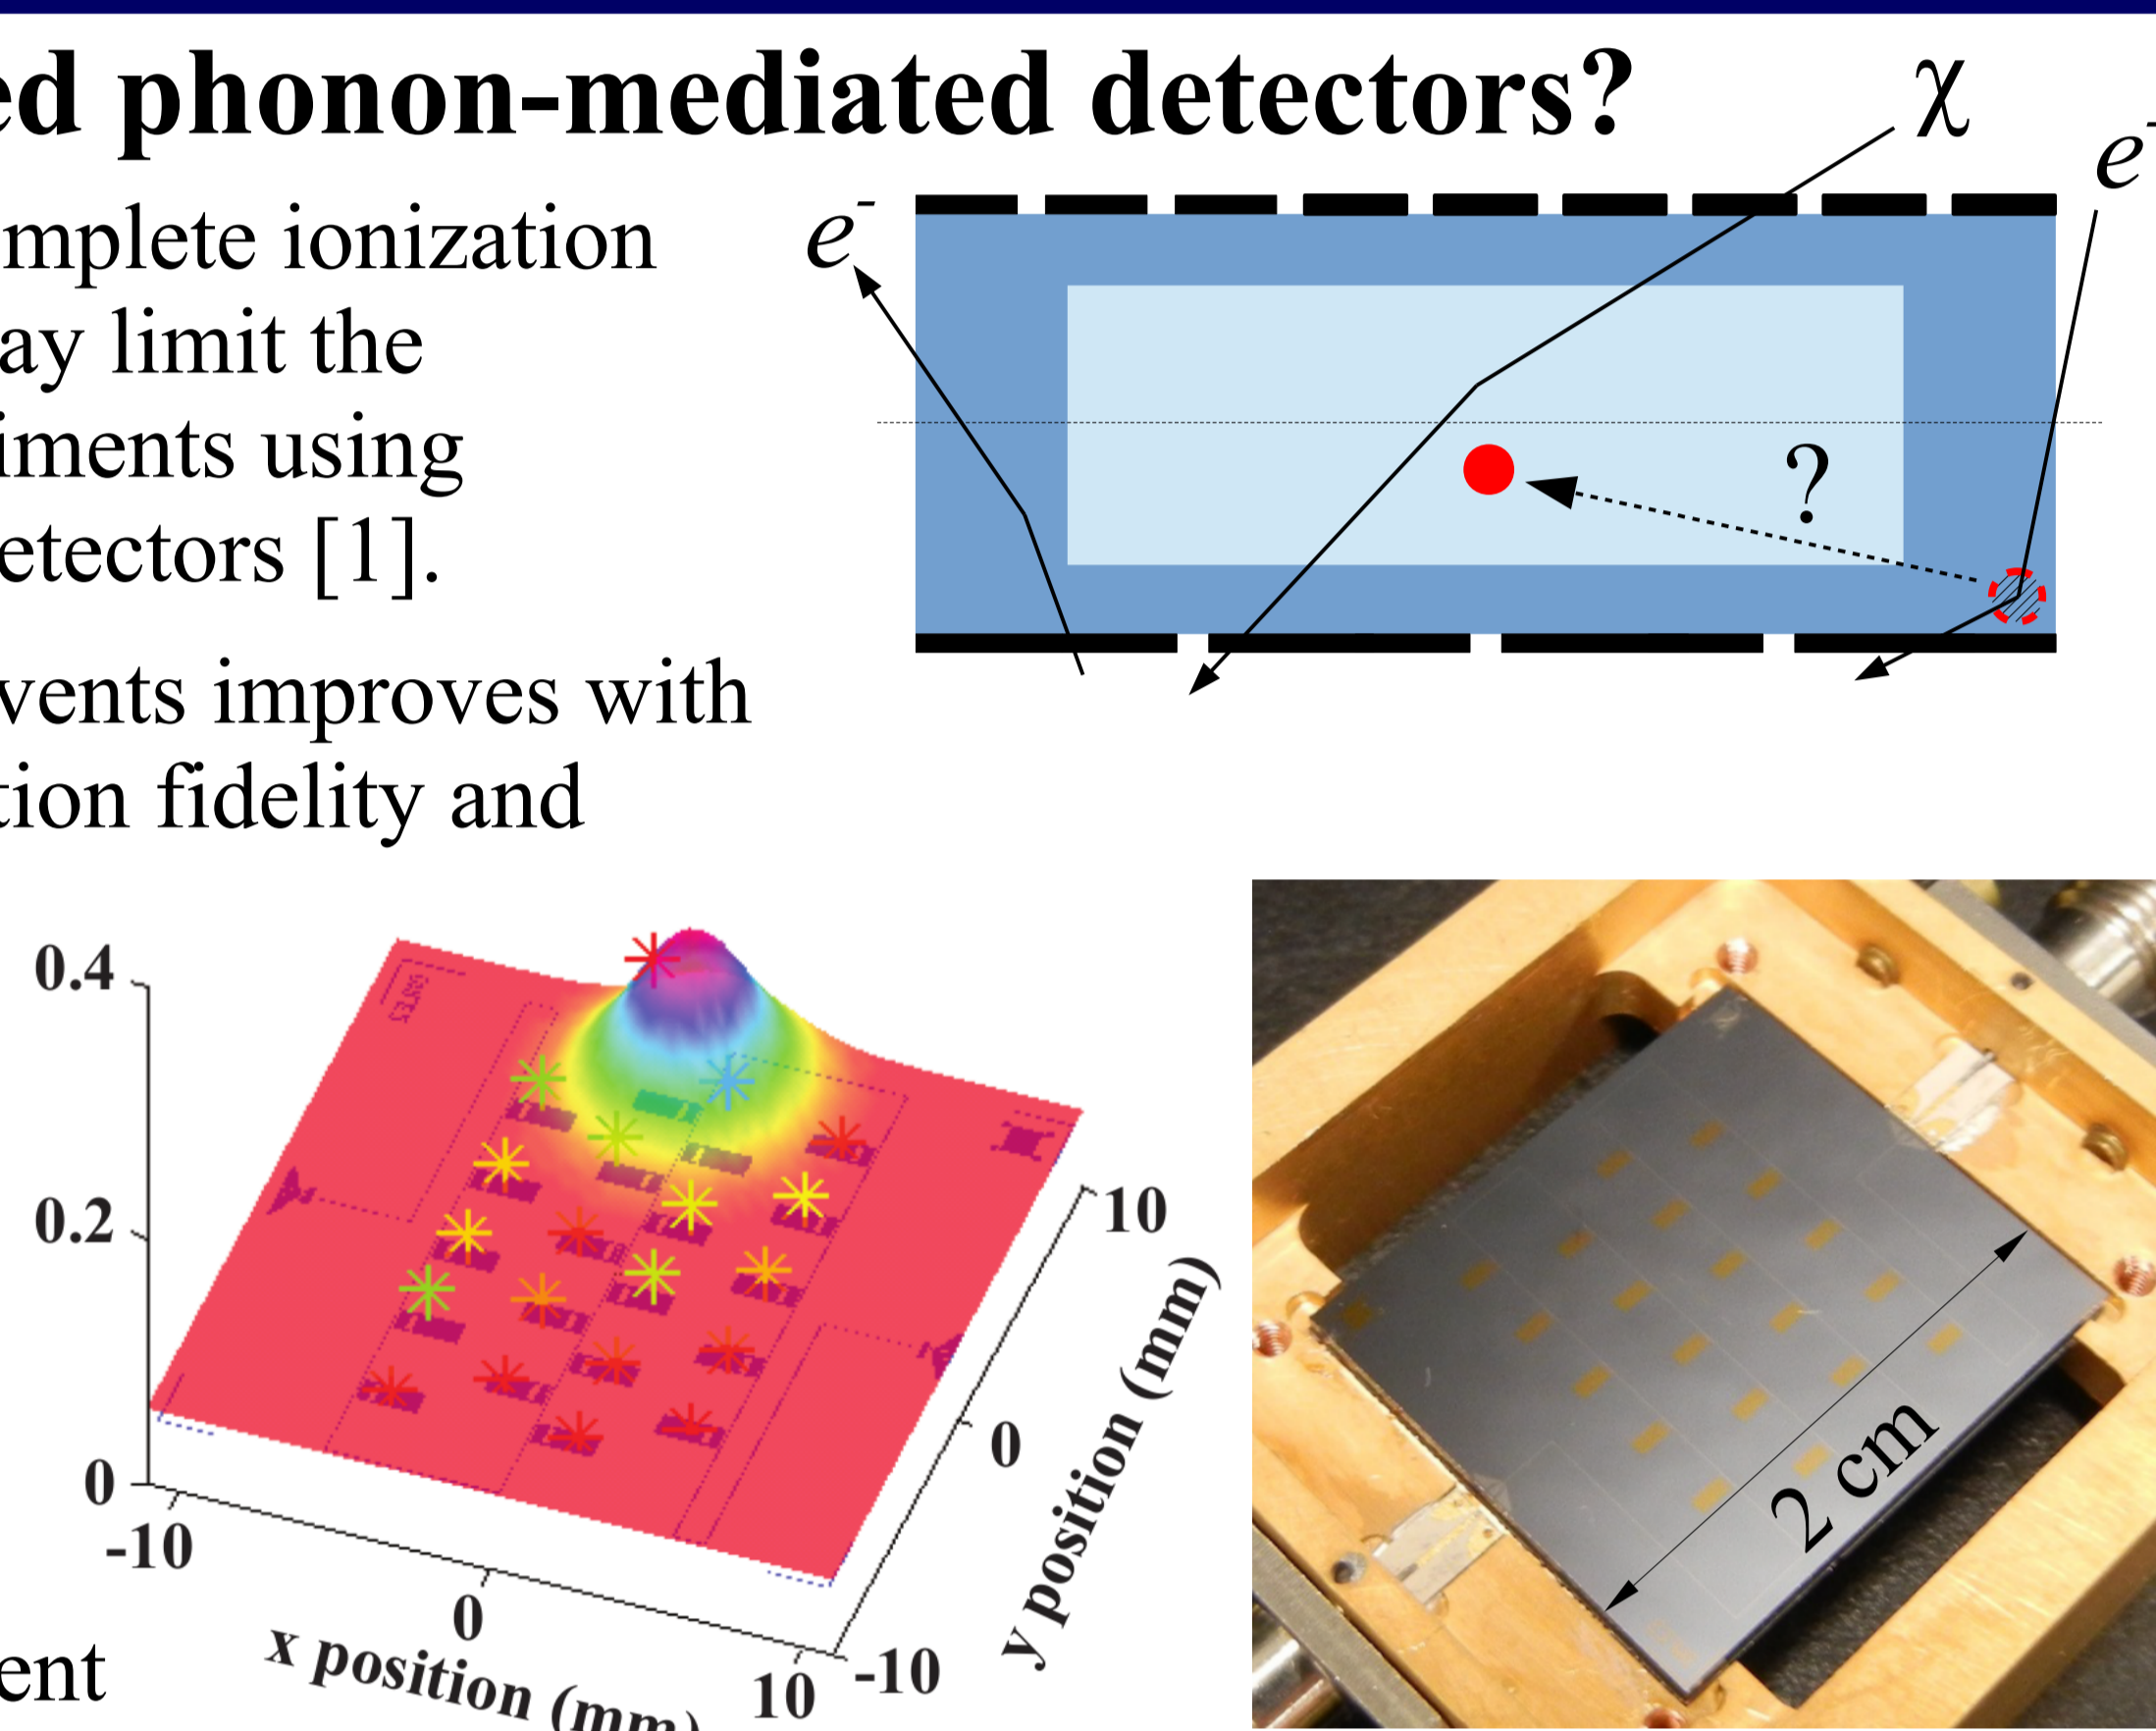 ed phonon-mediated detectors?
χ
e-
e-
mplete ionization
ay limit the
iments using
etectors [1].
?
vents improves with
tion fidelity and
0.4
0.2
0
-10
0
10
x position (mm)
-10
0
10
y position (mm)
2 cm
ent